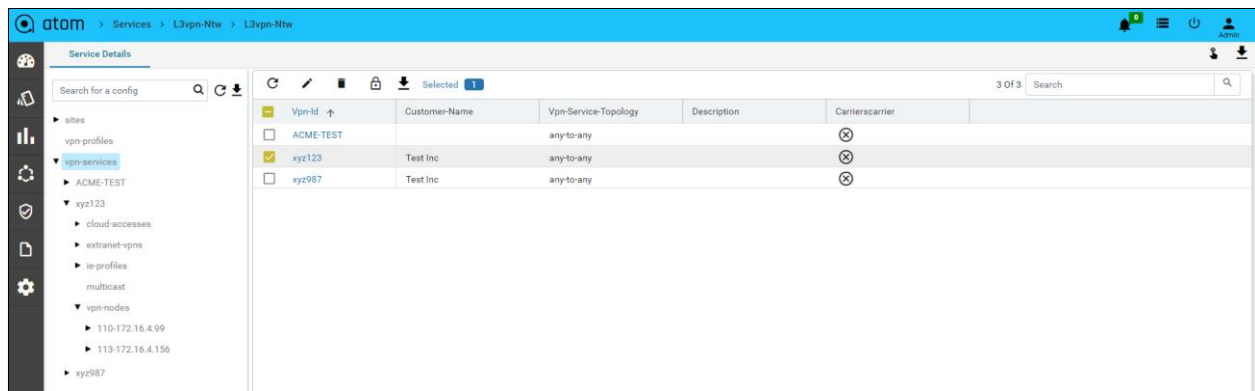 atom > Services > L3vpn-Ntw > L3vpn-Ntw
0
Admin
Service Details
Search for a config
Selected 1
3 Of 3 Search
Vpn-Id Customer-Name Vpn-Service-Topology Description Carrierscarrier
ACME-TEST any-to-any
xyz123 Test Inc any-to-any
xyz987 Test Inc any-to-any
sites
vpn-profiles
vpn-services
ACME-TEST
xyz123
cloud-accesses
extranet-vpns
ie-profiles
multicast
vpn-nodes
110-172.16.4.99
113-172.16.4.156
xyz987